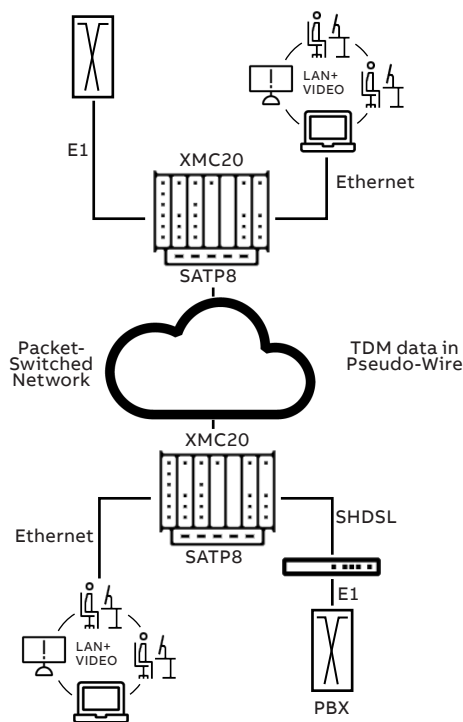 LAN+
VIDEO
E1
XMC20
Ethernet
SATP8
Packet-
Switched
Network
TDM data in
Pseudo-Wire
XMC20
SHDSL
Ethernet
SATP8
E1
LAN+
VIDEO
PBX